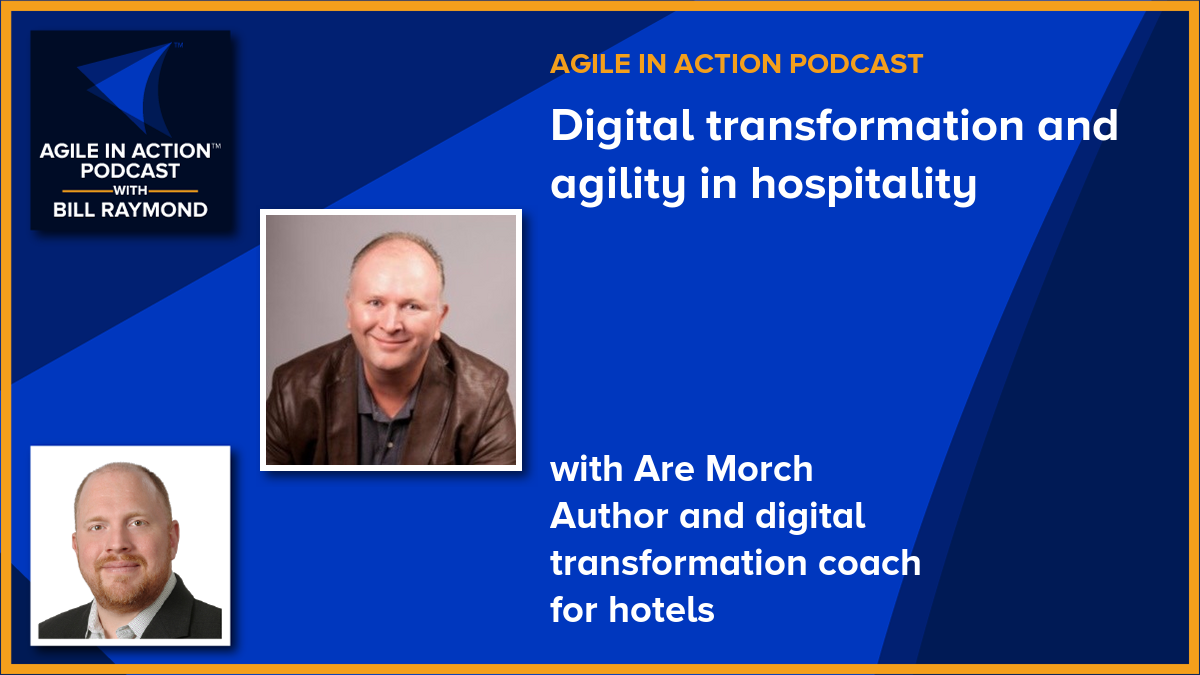 AGILE IN ACTION™
PODCAST
WITH
BILL RAYMOND
AGILE IN ACTION PODCAST
Digital transformation and
agility in hospitality
with Are Morch
Author and digital
transformation coach
for hotels